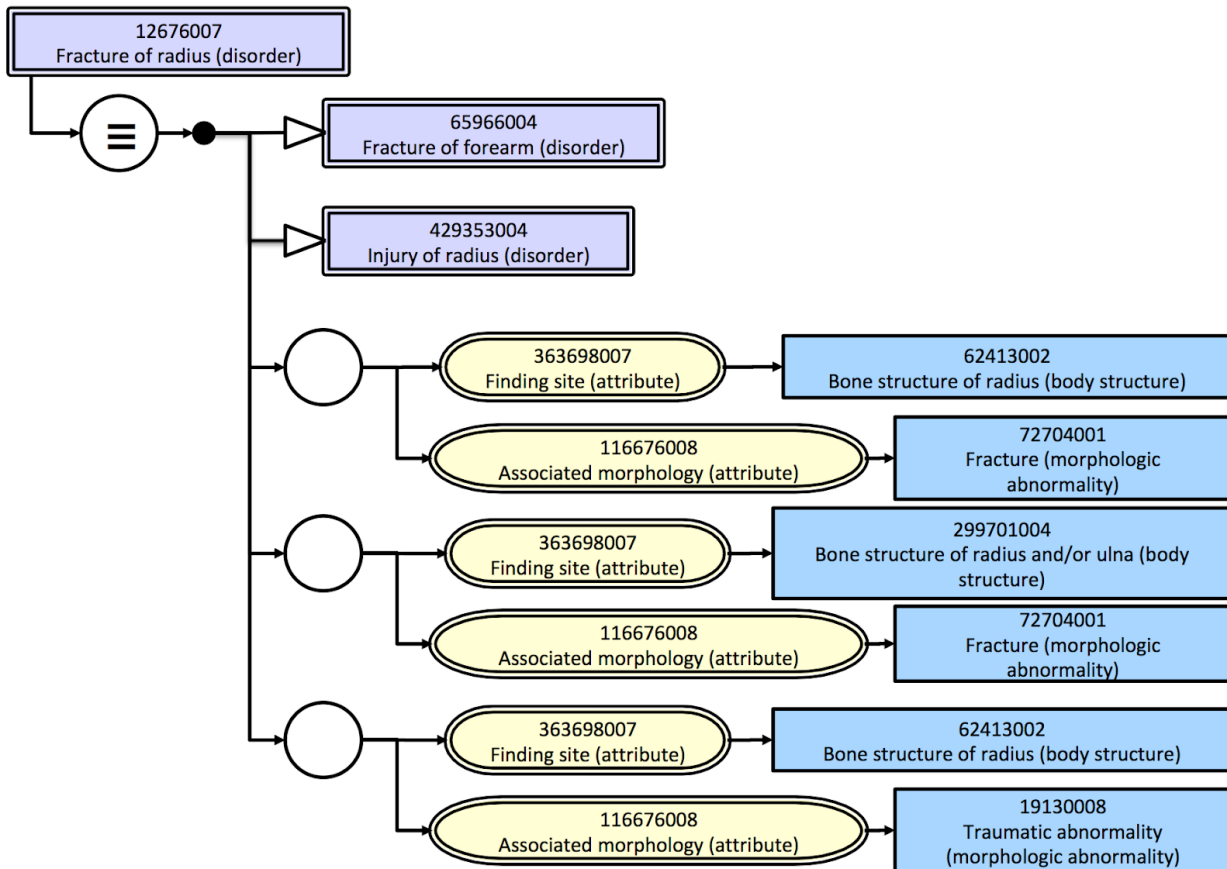 12676007
Fracture of radius (disorder)
65966004
Fracture of forearm (disorder)
429353004
Injury of radius (disorder)
363698007
Finding site (attribute)
62413002
Bone structure of radius (body structure)
116676008
Associated morphology (attribute)
72704001
Fracture (morphologic
abnormality)
363698007
Finding site (attribute)
299701004
Bone structure of radius and/or ulna (body
structure)
116676008
Associated morphology (attribute)
72704001
Fracture (morphologic
abnormality)
363698007
Finding site (attribute)
62413002
Bone structure of radius (body structure)
116676008
Associated morphology (attribute)
19130008
Traumatic abnormality
(morphologic abnormality)